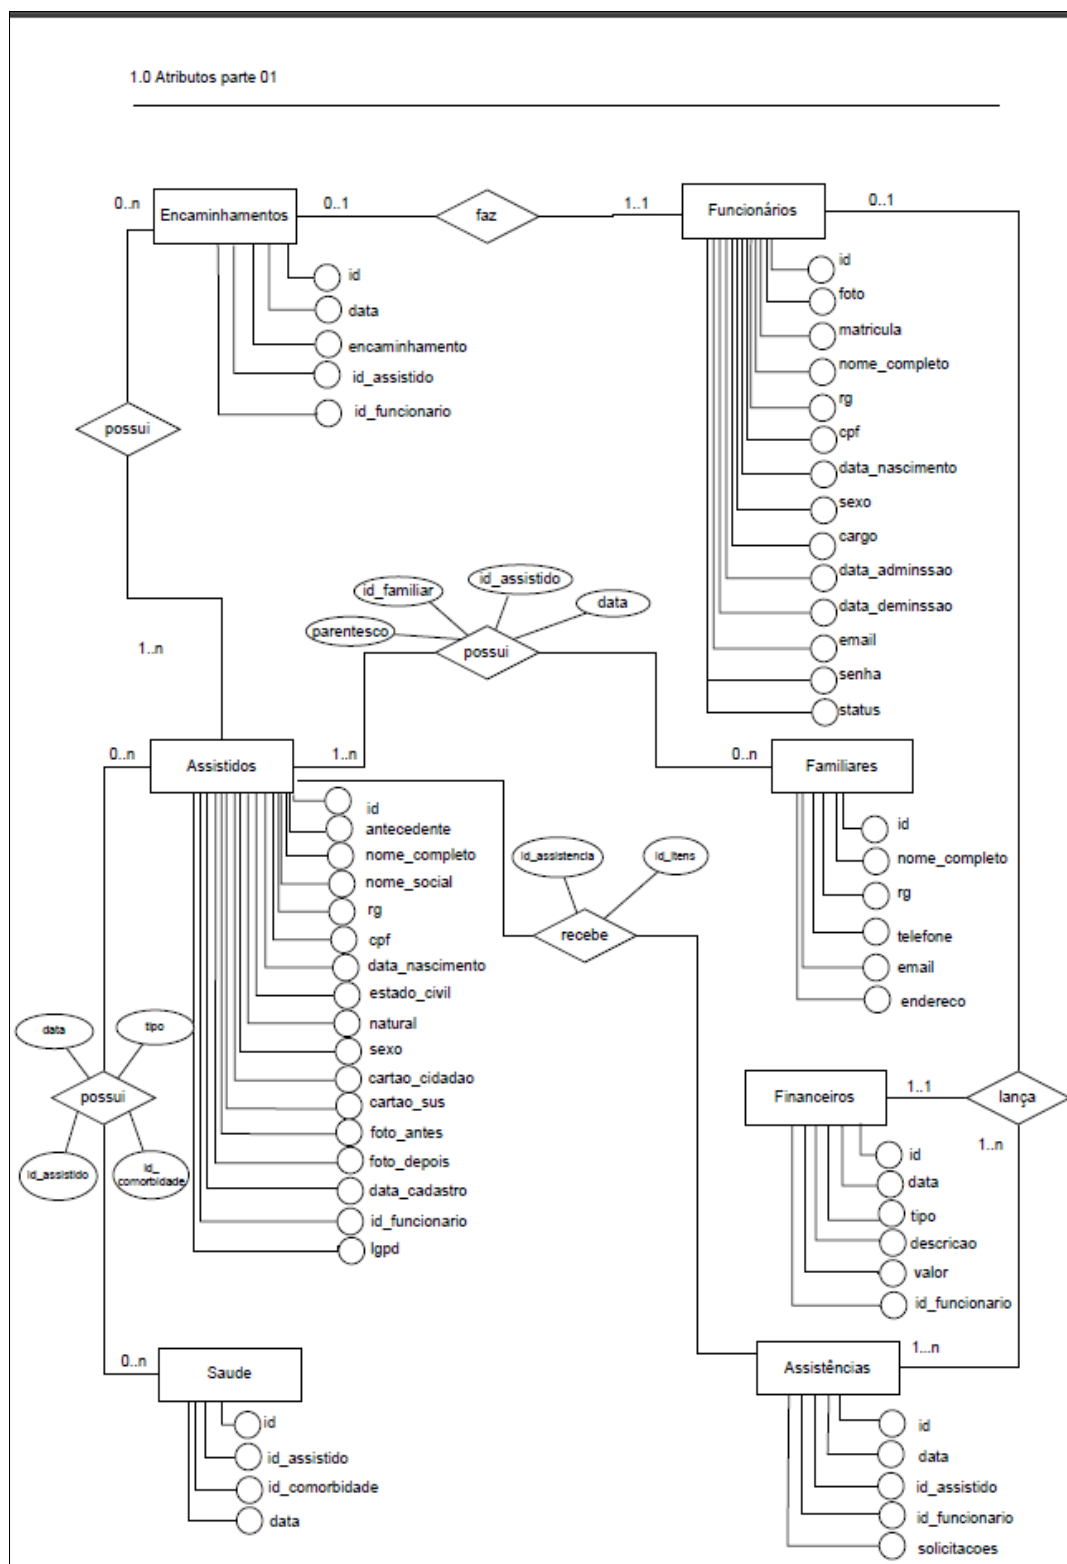 1.0 Atributos parte 01
0..n
Encaminhamentos
0..1
faz
1..1
Funcionários
0..1
id
data
encaminhamento
id_assistido
id_funcionario
id
foto
matricula
nome_completo
rg
cpf
data_nascimento
sexo
cargo
data_adminssao
data_deminssao
email
senha
status
possui
1..n
parentesco
id_familiar
id_assistido
data
possui
0..n
Assistidos
1..n
0..n
Familiares
id
antecedente
nome_completo
nome_social
rg
cpf
data_nascimento
estado_civil
natural
sexo
cartao_cidadao
cartao_sus
foto_antes
foto_depois
data_cadastro
id_funcionario
lgpd
id
nome_completo
rg
telefone
email
endereco
id_assistencia
id_itens
recebe
data
tipo
possui
id_assistido
id_
comorbidade
Financeiros
1..1
lança
1..n
id
data
tipo
descricao
valor
id_funcionario
0..n
Saude
id
id_assistido
id_comorbidade
data
Assistências
1...n
id
data
id_assistido
id_funcionario
solicitacoes